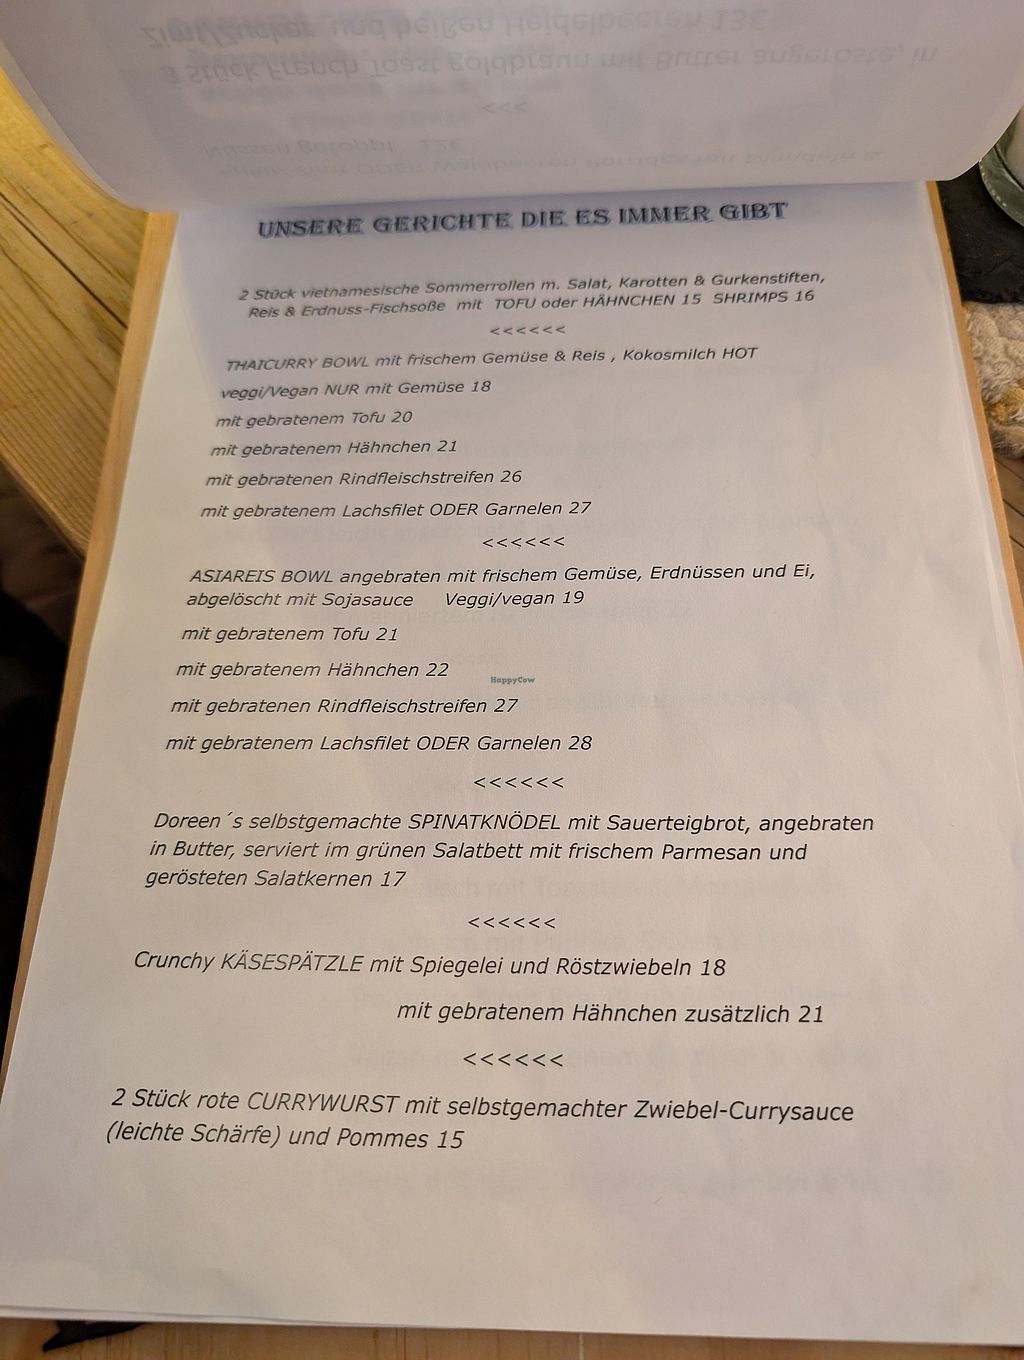 UNSERE GERICHTE DIE ES IMMER GIBT
2 Stück vietnamesische Sommerrollen m. Salat, Karotten & Gurkenstiften,
Reis & Erdnuss-Fischsoße mit TOFU oder HÄHNCHEN 15 SHRIMPS 16
<<<<<<
THAICURRY BOWL mit frischem Gemüse & Reis , Kokosmilch HOT
veggi/Vegan NUR mit Gemüse 18
mit gebratenem Tofu 20
mit gebratenem Hähnchen 21
mit gebratenen Rindfleischstreifen 26
mit gebratenem Lachsfilet ODER Garnelen 27
<<<<<<
ASIAREIS BOWL angebraten mit frischem Gemüse, Erdnüssen und Ei,
abgelöscht mit Sojasauce Veggi/vegan 19
mit gebratenem Tofu 21
mit gebratenem Hähnchen 22
HappyCow
mit gebratenen Rindfleischstreifen 27
mit gebratenem Lachsfilet ODER Garnelen 28
<<<<<<
Doreen´s selbstgemachte SPINATKNÖDEL mit Sauerteigbrot, angebraten
in Butter, serviert im grünen Salatbett mit frischem Parmesan und
gerösteten Salatkernen 17
<<<<<<
Crunchy KÄSESPÄTZLE mit Spiegelei und Röstzwiebeln 18
mit gebratenem Hähnchen zusätzlich 21
<<<<<<
2 Stück rote CURRYWURST mit selbstgemachter Zwiebel-Currysauce
(leichte Schärfe) und Pommes 15